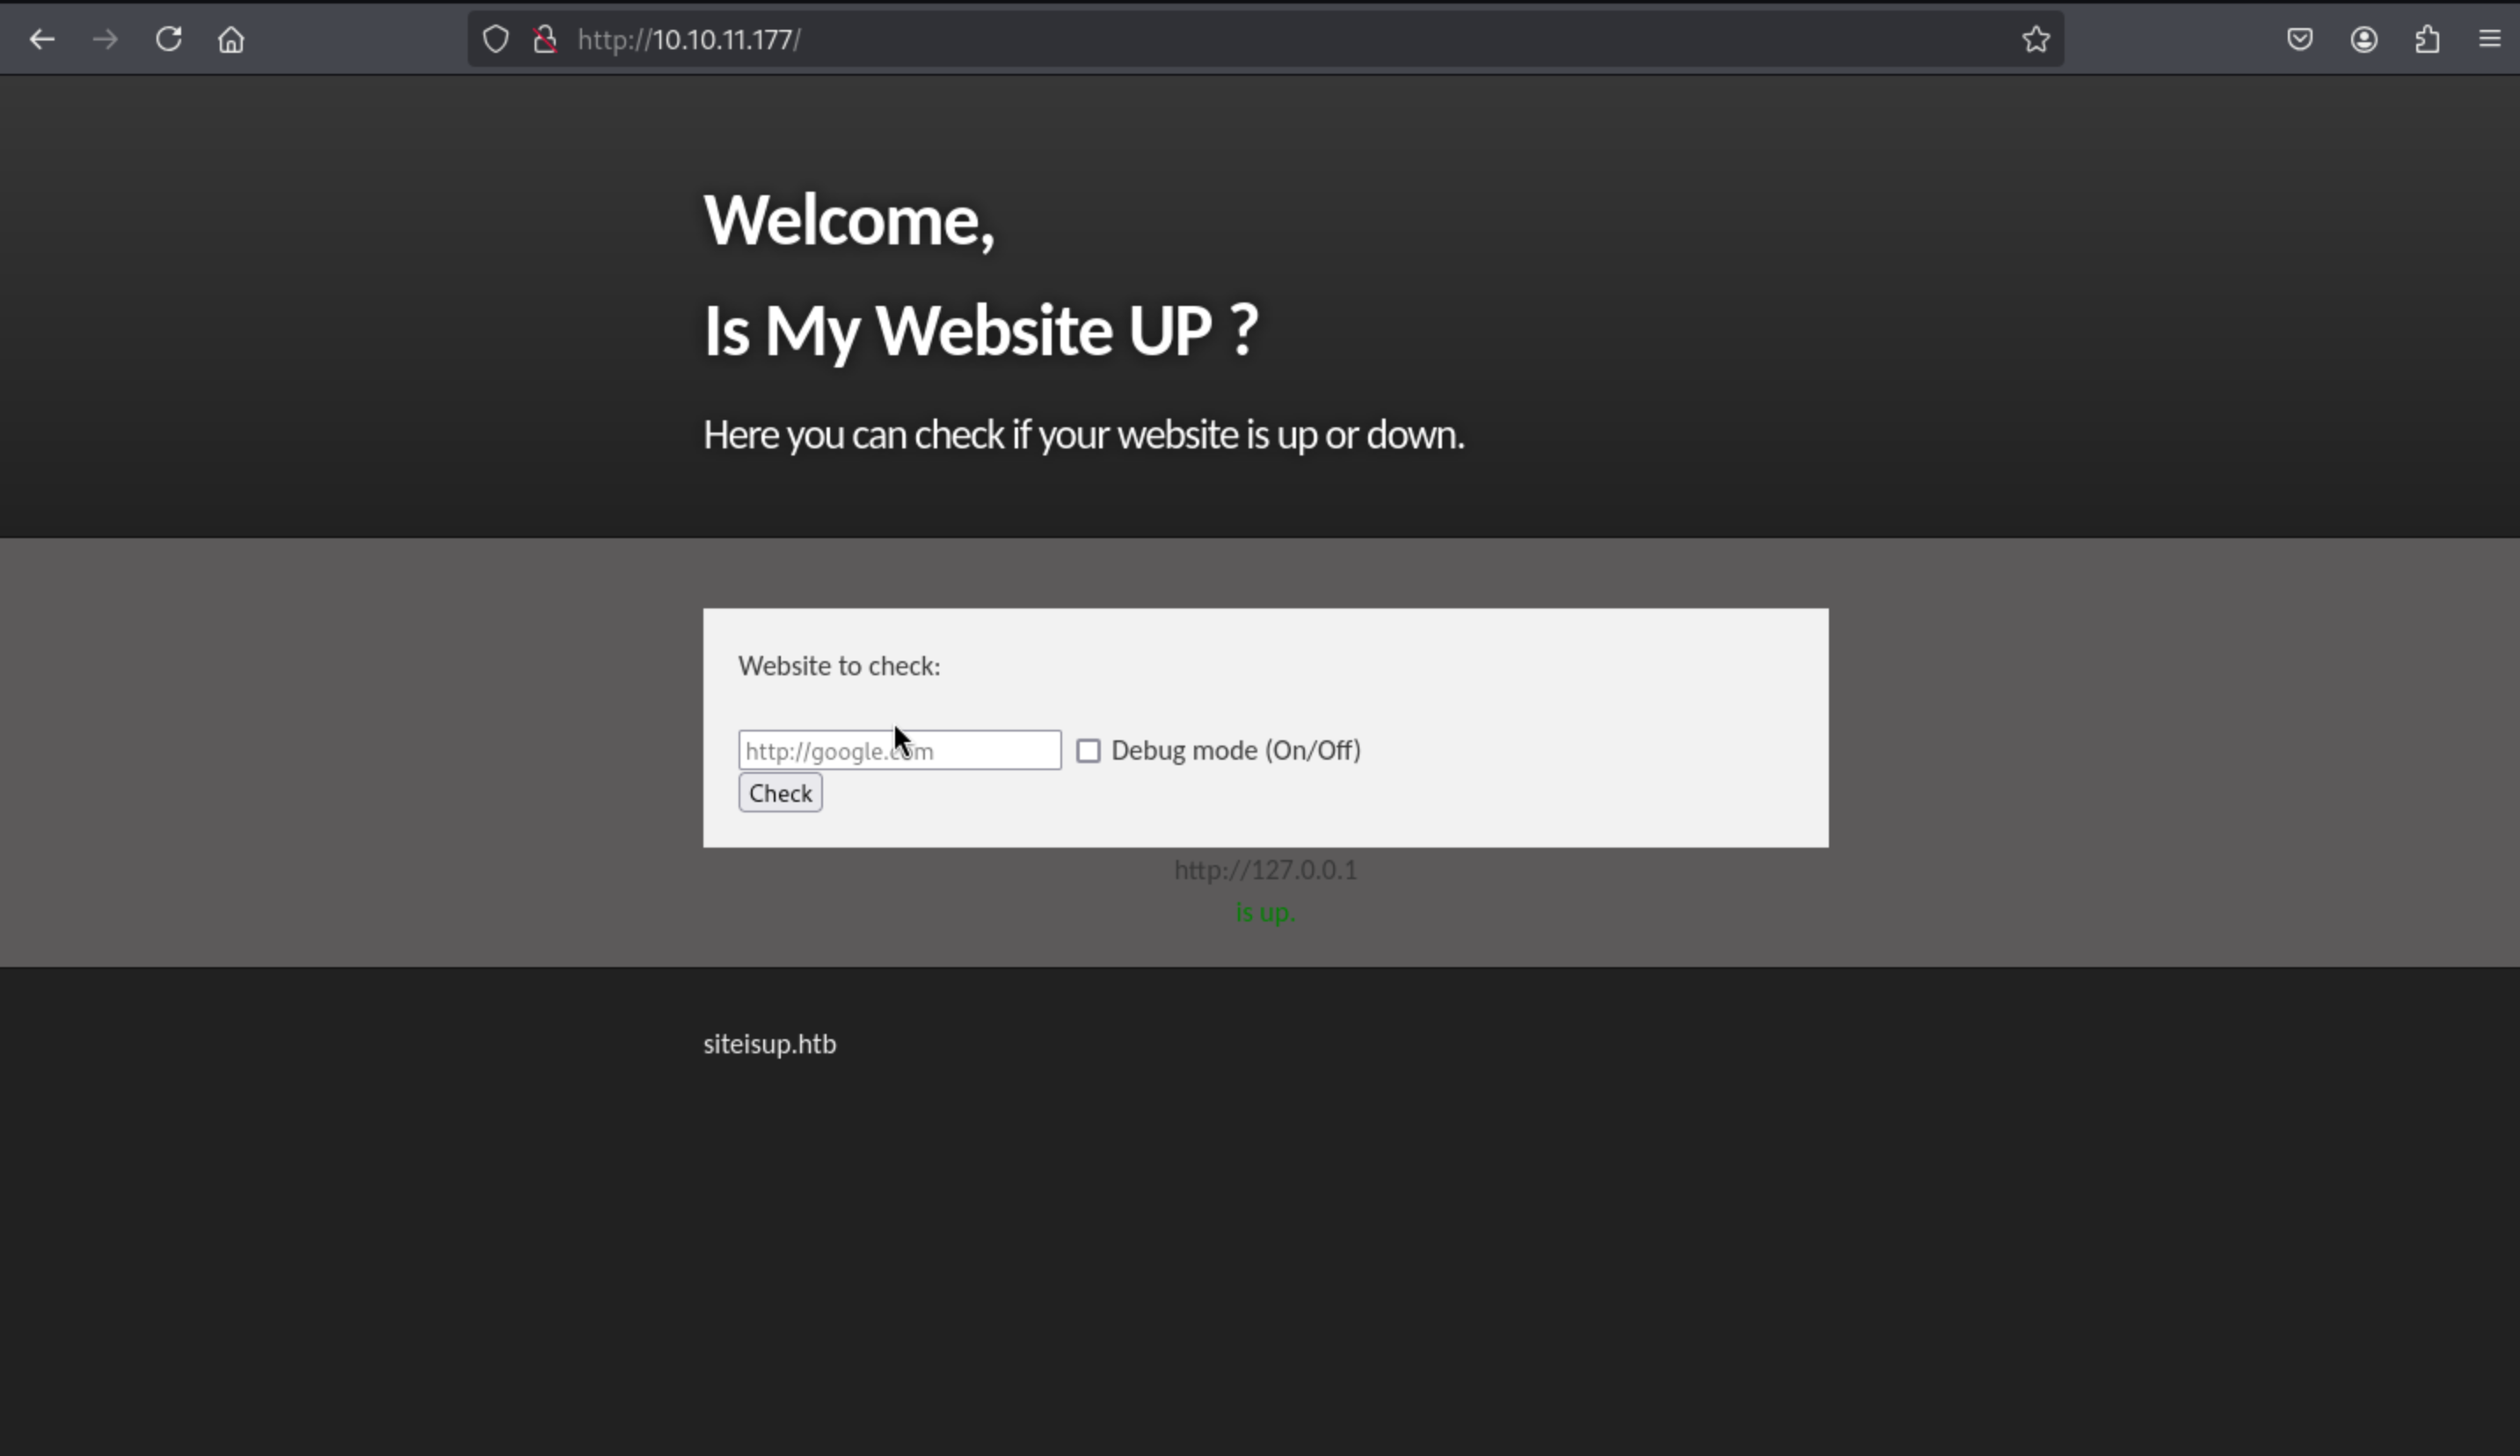 http://10.10.11.177/
Welcome,
Is My Website UP ?
Here you can check if your website is up or down.
Website to check:
http://google.com Debug mode (On/Off)
Check
http://127.0.0.1
is up.
siteisup.htb